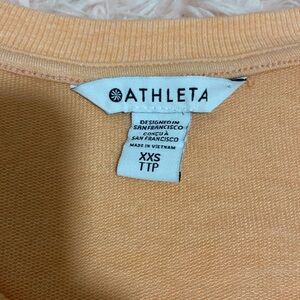 ATHLETA
DESIGNED IN
SAN FRANCISCO
CONÇU À
SAN FRANCISCO
MADE IN VIETNAM
XXS
TTP